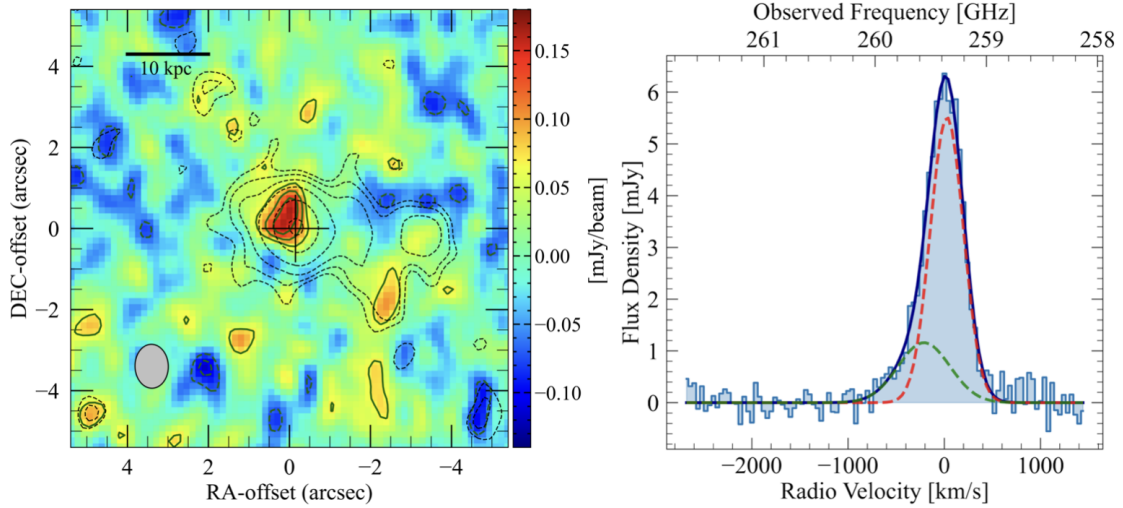 10 kpc
4
2
0
−2
−4
DEC-offset (arcsec)
4 2 0 −2 −4
RA-offset (arcsec)
0.15
0.10
0.05
0.00
−0.05
−0.10
[mJy/beam]
Observed Frequency [GHz]
261 260 259 258
6
5
4
3
2
1
0
Flux Density [mJy]
−2000 −1000 0 1000
Radio Velocity [km/s]